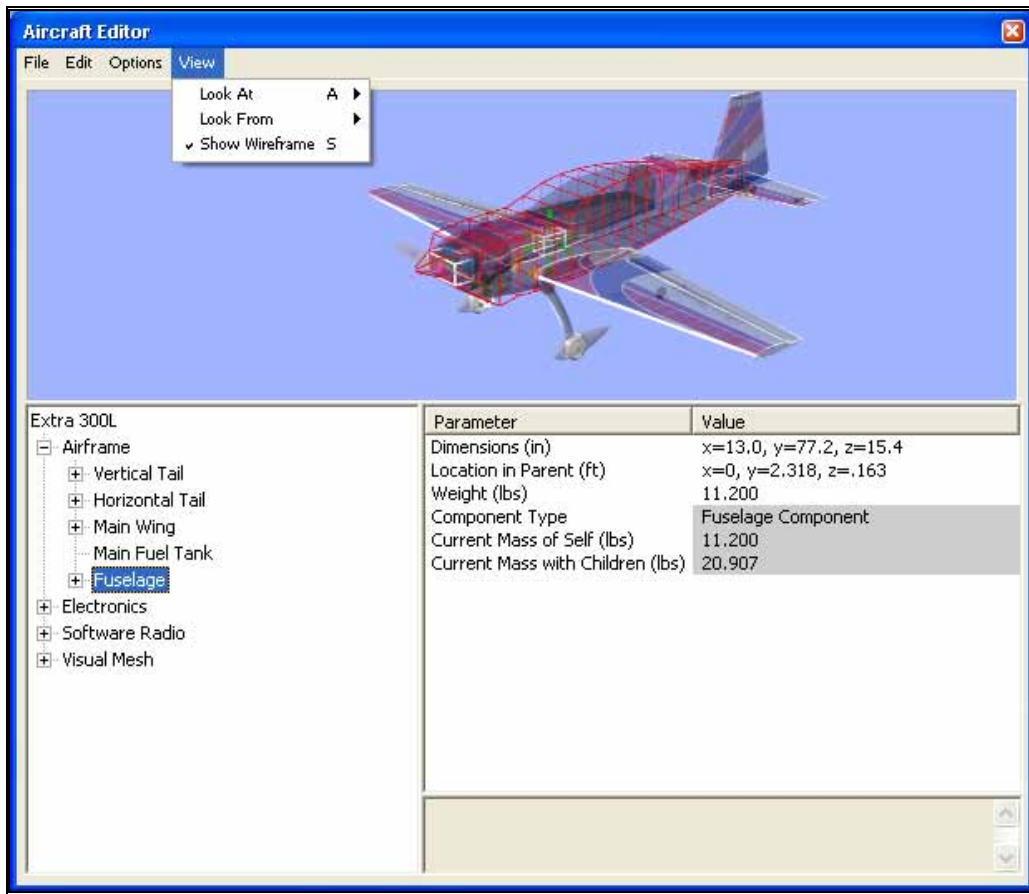 Aircraft Editor
File Edit Options View
Look At A
Look From
Show Wireframe S
Extra 300L
Airframe
Vertical Tail
Horizontal Tail
Main Wing
Main Fuel Tank
Fuselage
Electronics
Software Radio
Visual Mesh
Parameter Value
Dimensions (in) x=13.0, y=77.2, z=15.4
Location in Parent (ft) x=0, y=2.318, z=.163
Weight (lbs) 11.200
Component Type Fuselage Component
Current Mass of Self (lbs) 11.200
Current Mass with Children (lbs) 20.907